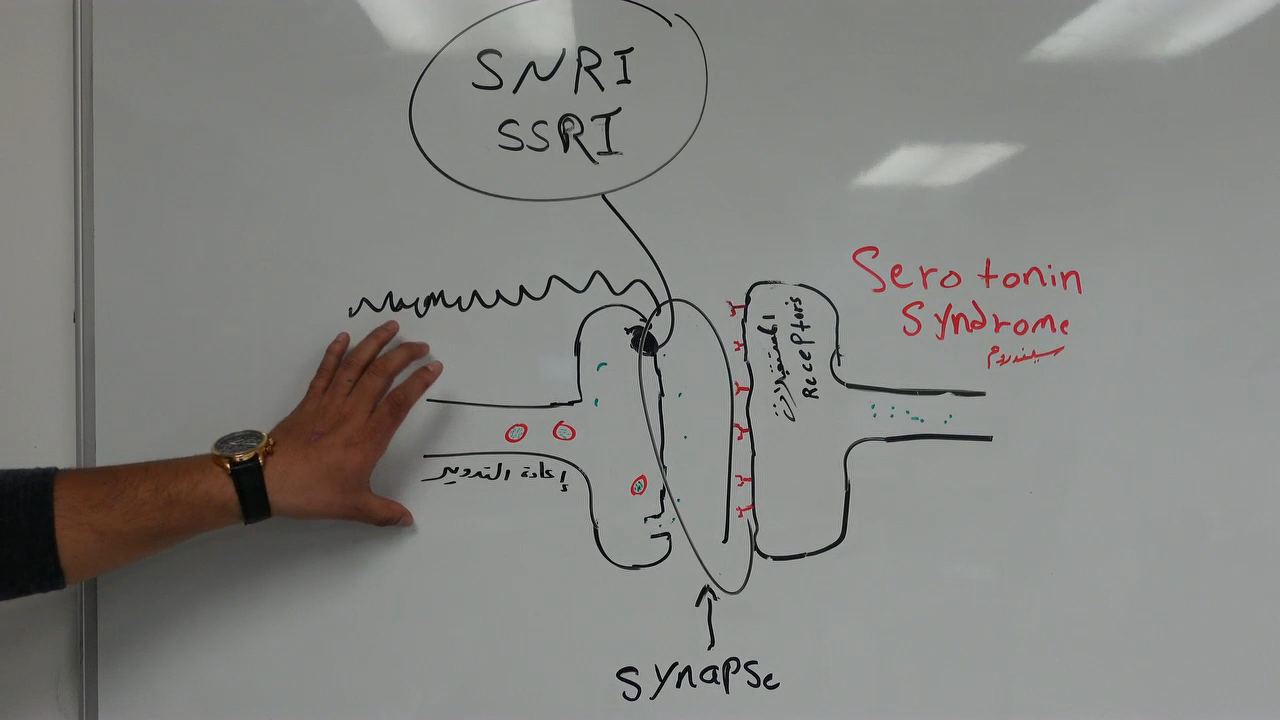 SNRI
SSRI
Serotonin
Syndrome
سيندروم
المستقبلات
Receptors
إعادة التدوير
Synapse